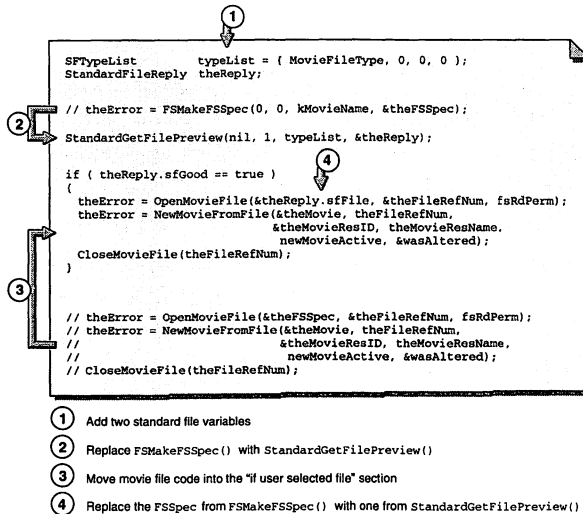 1
SFTypeList typeList = { MovieFileType, 0, 0, 0 };
StandardFileReply theReply;
// theError = FSMakeFSSpec(0, 0, kMovieName, &theFSSpec);
2
StandardGetFilePreview(nil, 1, typeList, &theReply);
4
if ( theReply.sfGood == true )
{
theError = OpenMovieFile(&theReply.sfFile, &theFileRefNum, fsRdPerm);
theError = NewMovieFromFile(&theMovie, theFileRefNum,
&theMovieResID, theMovieResName,
newMovieActive, &wasAltered);
CloseMovieFile(theFileRefNum);
}
3
// theError = OpenMovieFile(&theFSSpec, &theFileRefNum, fsRdPerm);
// theError = NewMovieFromFile(&theMovie, theFileRefNum,
// &theMovieResID, theMovieResName,
// newMovieActive, &wasAltered);
// CloseMovieFile(theFileRefNum);
1 Add two standard file variables
2 Replace FSMakeFSSpec() with StandardGetFilePreview()
3 Move movie file code into the "if user selected file" section
4 Replace the FSSpec from FSMakeFSSpec() with one from StandardGetFilePreview()